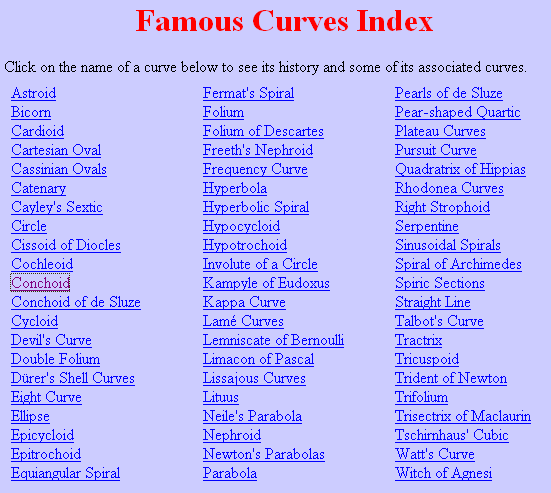 Famous Curves Index
Click on the name of a curve below to see its history and some of its associated curves.
Astroid
Bicorn
Cardioid
Cartesian Oval
Cassinian Ovals
Catenary
Cayley's Sextic
Circle
Cissoid of Diocles
Cochleoid
Conchoid
Conchoid of de Sluze
Cycloid
Devil's Curve
Double Folium
Dürer's Shell Curves
Eight Curve
Ellipse
Epicycloid
Epitrochoid
Equiangular Spiral
Fermat's Spiral
Folium
Folium of Descartes
Freeth's Nephroid
Frequency Curve
Hyperbola
Hyperbolic Spiral
Hypocycloid
Hypotrochoid
Involute of a Circle
Kampyle of Eudoxus
Kappa Curve
Lamé Curves
Lemniscate of Bernoulli
Limacon of Pascal
Lissajous Curves
Lituus
Neile's Parabola
Nephroid
Newton's Parabolas
Parabola
Pearls of de Sluze
Pear-shaped Quartic
Plateau Curves
Pursuit Curve
Quadratrix of Hippias
Rhodonea Curves
Right Strophoid
Serpentine
Sinusoidal Spirals
Spiral of Archimedes
Spiric Sections
Straight Line
Talbot's Curve
Tractrix
Tricuspoid
Trident of Newton
Trifolium
Trisectrix of Maclaurin
Tschirnhaus' Cubic
Watt's Curve
Witch of Agnesi